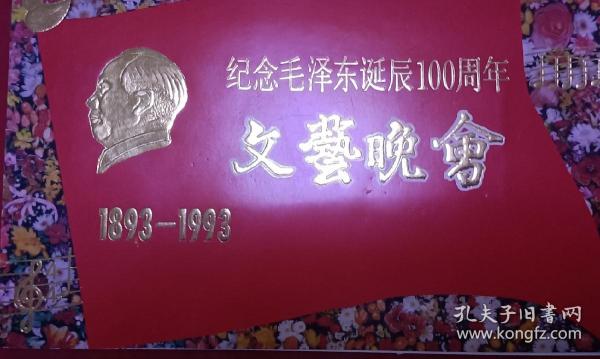 纪念毛泽东诞辰100周年
文藝晚會
1893-1993
孔夫子旧書网
www.kongfz.com